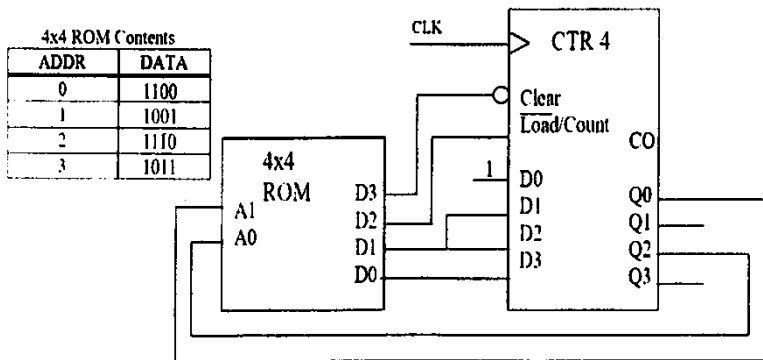 4x4 ROM Contents
ADDR DATA
0 1100
1 1001
2 1110
3 1011
CLK
CTR 4
Clear
Load/Count
CO
1
D0
D1
D2
D3
Q0
Q1
Q2
Q3
4x4
ROM
A1
A0
D3
D2
D1
D0